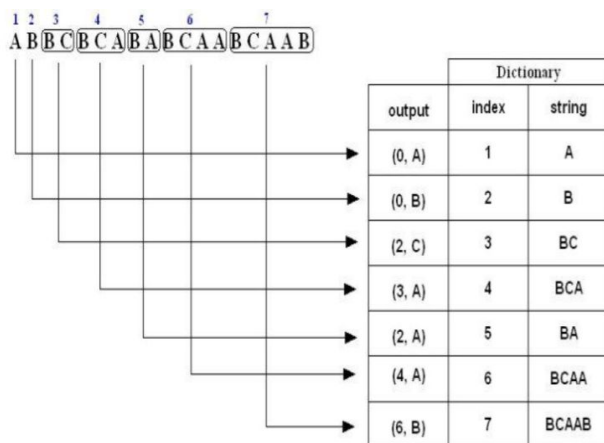 1 2 3 4 5 6 7
A B B C B C A B A B C A A B C A A B
Dictionary
output index string
(0, A) 1 A
(0, B) 2 B
(2, C) 3 BC
(3, A) 4 BCA
(2, A) 5 BA
(4, A) 6 BCAA
(6, B) 7 BCAAB